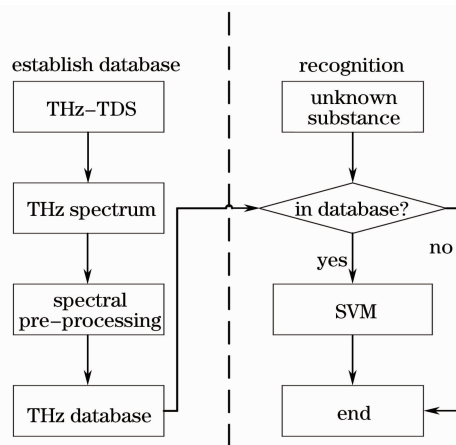 establish database
THz-TDS
THz spectrum
spectral
pre-processing
THz database
recognition
unknown
substance
in database?
yes
no
SVM
end